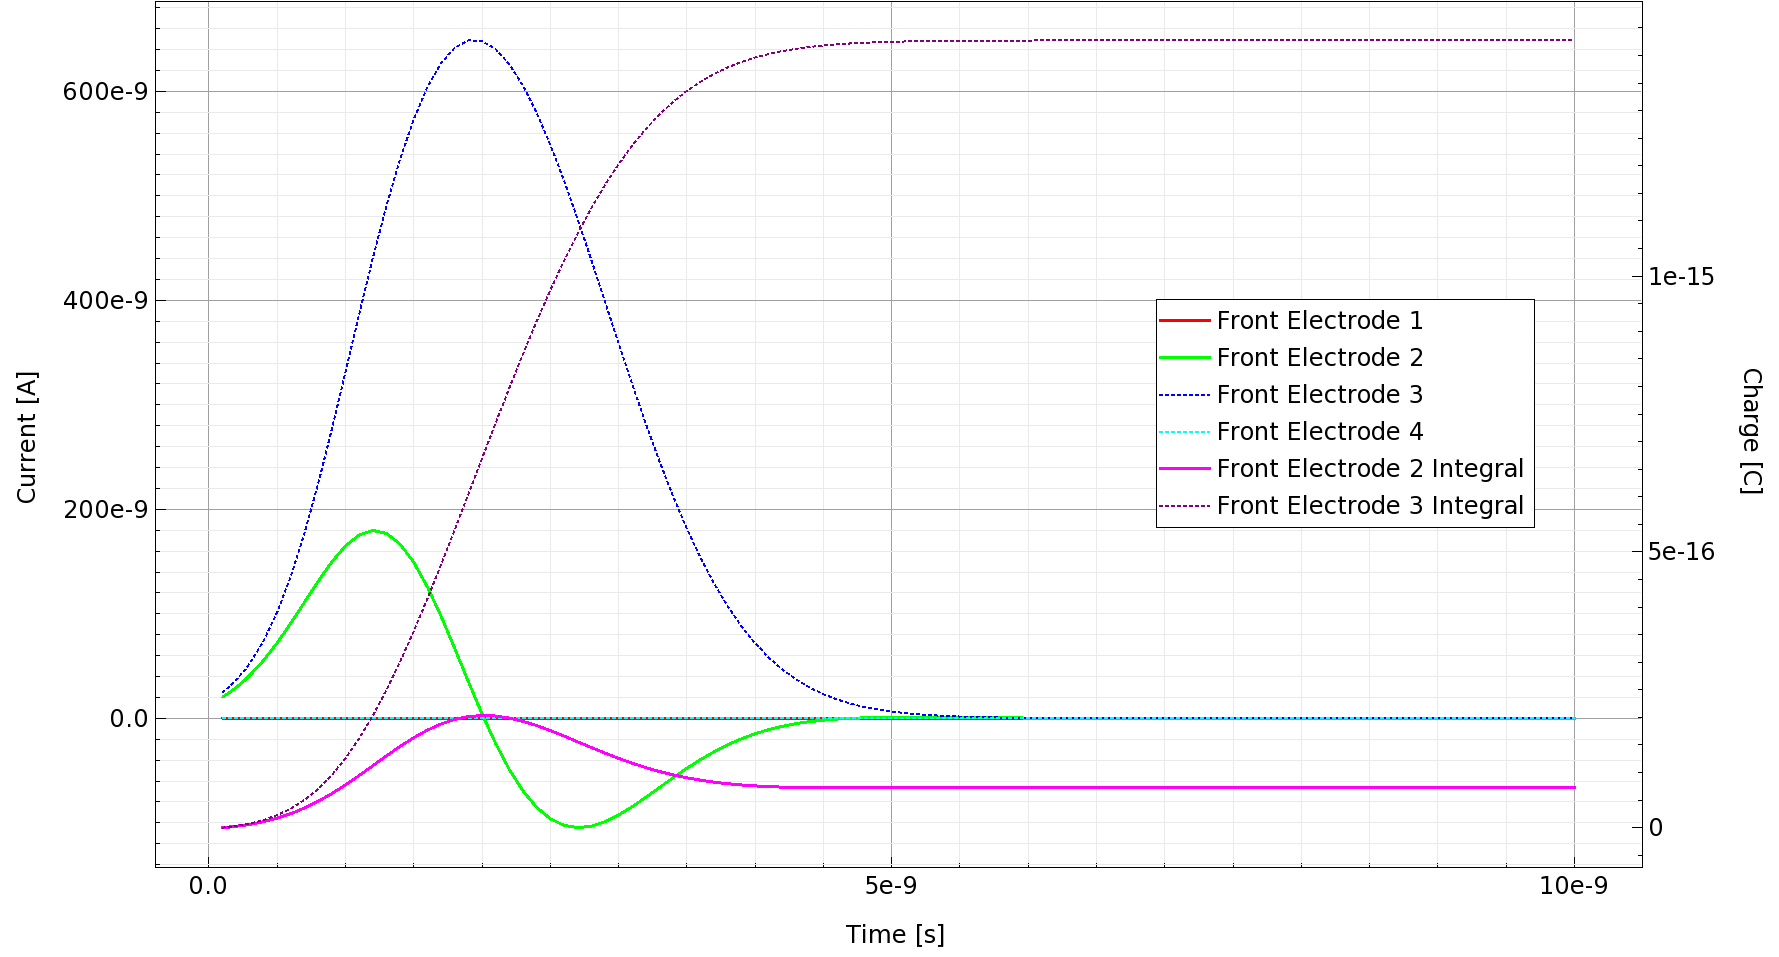 600e-9
400e-9
200e-9
0.0
Current [A]
1e-15
5e-16
0
Charge [C]
Front Electrode 1
Front Electrode 2
Front Electrode 3
Front Electrode 4
Front Electrode 2 Integral
Front Electrode 3 Integral
0.0 5e-9 10e-9
Time [s]